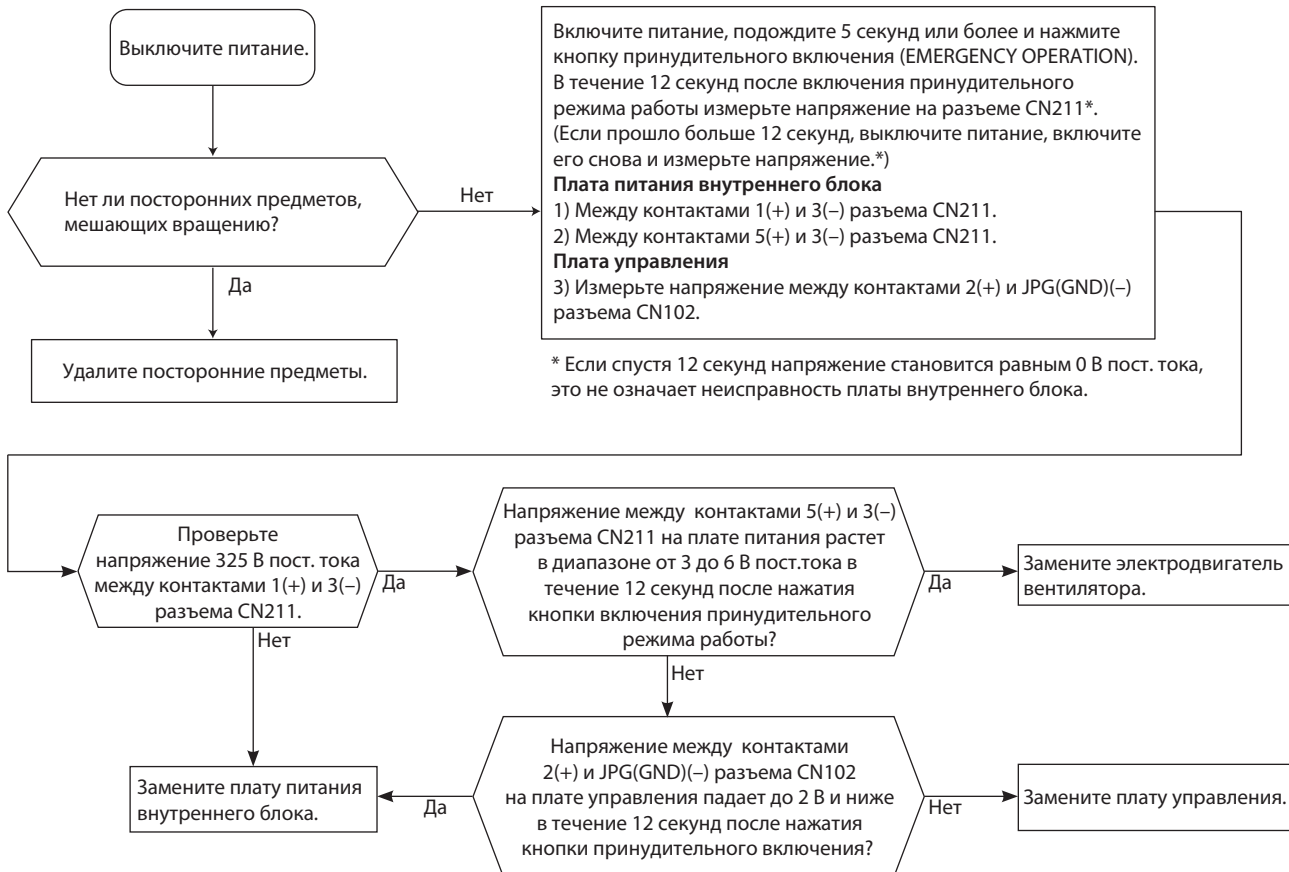 Выключите питание.
Нет ли посторонних предметов,
мешающих вращению?
Нет
Да
Удалите посторонние предметы.
Включите питание, подождите 5 секунд или более и нажмите
кнопку принудительного включения (EMERGENCY OPERATION).
В течение 12 секунд после включения принудительного
режима работы измерьте напряжение на разъеме CN211*.
(Если прошло больше 12 секунд, выключите питание, включите
его снова и измерьте напряжение.*)
Плата питания внутреннего блока
1) Между контактами 1(+) и 3(–) разъема CN211.
2) Между контактами 5(+) и 3(–) разъема CN211.
Плата управления
3) Измерьте напряжение между контактами 2(+) и JPG(GND)(–)
разъема CN102.
* Если спустя 12 секунд напряжение становится равным 0 В пост. тока,
это не означает неисправность платы внутреннего блока.
Проверьте
напряжение 325 В пост. тока
между контактами 1(+) и 3(–)
разъема CN211.
Да
Нет
Напряжение между контактами 5(+) и 3(–)
разъема CN211 на плате питания растет
в диапазоне от 3 до 6 В пост.тока в
течение 12 секунд после нажатия
кнопки включения принудительного
режима работы?
Да
Замените электродвигатель
вентилятора.
Нет
Напряжение между контактами
2(+) и JPG(GND)(–) разъема CN102
на плате управления падает до 2 В и ниже
в течение 12 секунд после нажатия
кнопки принудительного включения?
Да
Замените плату питания
внутреннего блока.
Нет
Замените плату управления.